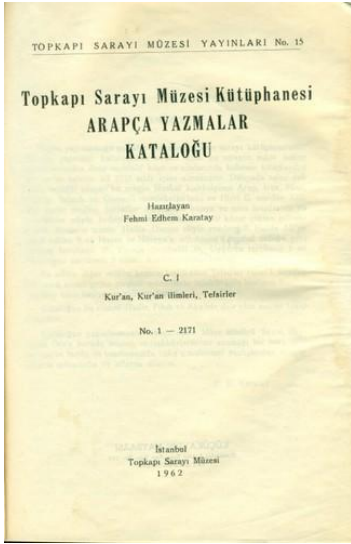 TOPKAPI SARAYI MÜZESİ YAYINLARI No. 15
Topkapı Sarayı Müzesi Kütüphanesi
ARAPÇA YAZMALAR
KATALOĞU
Hazırlayan
Fehmi Edhem Karatay
C. I
Kur'an, Kur'an ilimleri, Tefsirler
No. 1 — 2171
İstanbul
Topkapı Sarayı Müzesi
1962